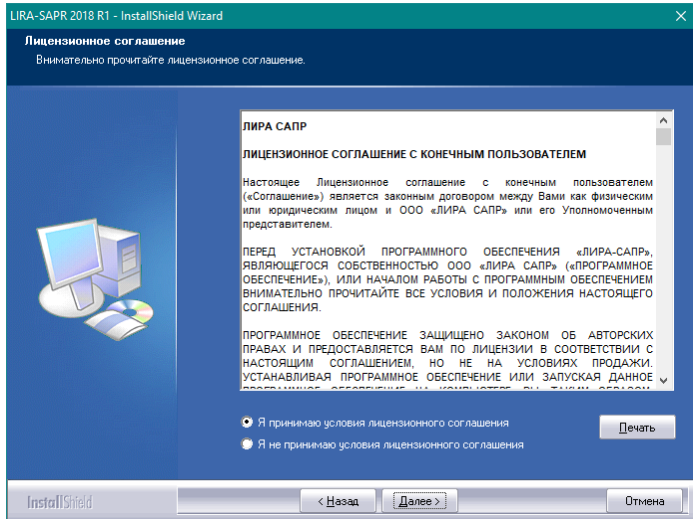 LIRA-SAPR 2018 R1 - InstallShield Wizard
Лицензионное соглашение
Внимательно прочитайте лицензионное соглашение.
ЛИРА САПР
ЛИЦЕНЗИОННОЕ СОГЛАШЕНИЕ С КОНЕЧНЫМ ПОЛЬЗОВАТЕЛЕМ
Настоящее Лицензионное соглашение с конечным пользователем
(«Соглашение») является законным договором между Вами как физическим
или юридическим лицом и ООО «ЛИРА САПР» или его Уполномоченным
представителем.
ПЕРЕД УСТАНОВКОЙ ПРОГРАММНОГО ОБЕСПЕЧЕНИЯ «ЛИРА-САПР»,
ЯВЛЯЮЩЕГОСЯ СОБСТВЕННОСТЬЮ ООО «ЛИРА САПР» («ПРОГРАММНОЕ
ОБЕСПЕЧЕНИЕ»), ИЛИ НАЧАЛОМ РАБОТЫ С ПРОГРАММНЫМ ОБЕСПЕЧЕНИЕМ
ВНИМАТЕЛЬНО ПРОЧИТАЙТЕ ВСЕ УСЛОВИЯ И ПОЛОЖЕНИЯ НАСТОЯЩЕГО
СОГЛАШЕНИЯ.
ПРОГРАММНОЕ ОБЕСПЕЧЕНИЕ ЗАЩИЩЕНО ЗАКОНОМ ОБ АВТОРСКИХ
ПРАВАХ И ПРЕДОСТАВЛЯЕТСЯ ВАМ ПО ЛИЦЕНЗИИ В СООТВЕТСТВИИ С
НАСТОЯЩИМ СОГЛАШЕНИЕМ, НО НЕ НА УСЛОВИЯХ ПРОДАЖИ.
УСТАНАВЛИВАЯ ПРОГРАММНОЕ ОБЕСПЕЧЕНИЕ ИЛИ ЗАПУСКАЯ ДАННОЕ
Я принимаю условия лицензионного соглашения
Печать
Я не принимаю условия лицензионного соглашения
InstallShield
< Назад
Далее >
Отмена